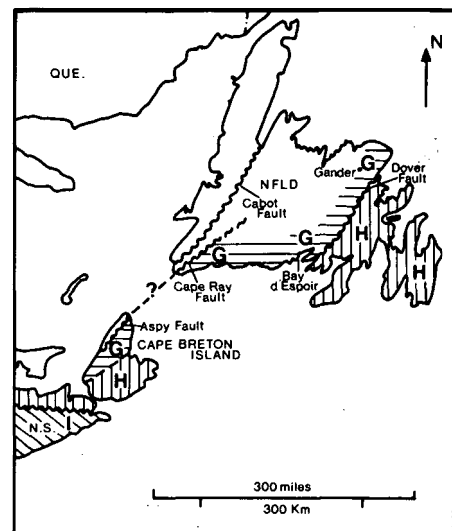 N
QUE.
G
Gander
Dover
Fault
NFLD
Cabot
Fault
H
G
G
H
Bay
d'Espoir
Cape Ray
Fault
?
Aspy Fault
G
CAPE BRETON
ISLAND
H
N.S.
I
300 miles
300 Km